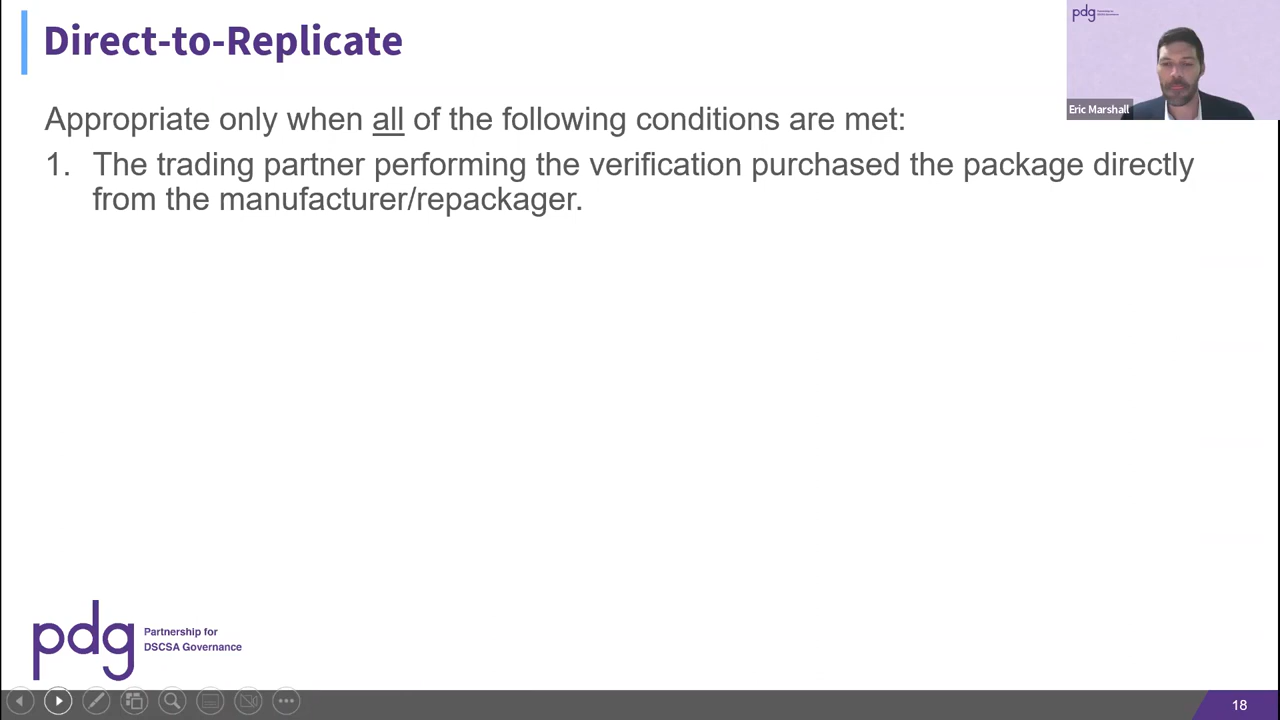 Direct-to-Replicate
pdg
Eric Marshall
Appropriate only when all of the following conditions are met:
1. The trading partner performing the verification purchased the package directly
from the manufacturer/repackager.
pdg
Partnership for
DSCSA Governance
18